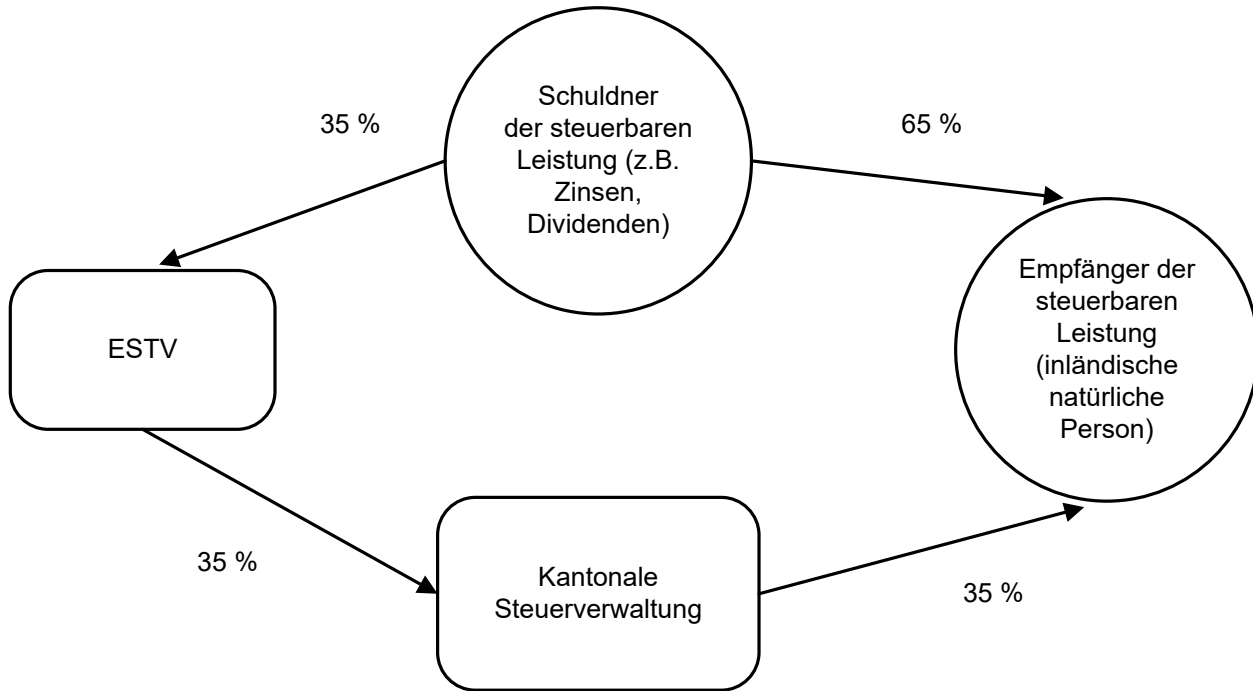 35 %
Schuldner
der steuerbaren
Leistung (z.B.
Zinsen,
Dividenden)
65 %
ESTV
Empfänger der
steuerbaren
Leistung
(inländische
natürliche
Person)
35 %
Kantonale
Steuerverwaltung
35 %